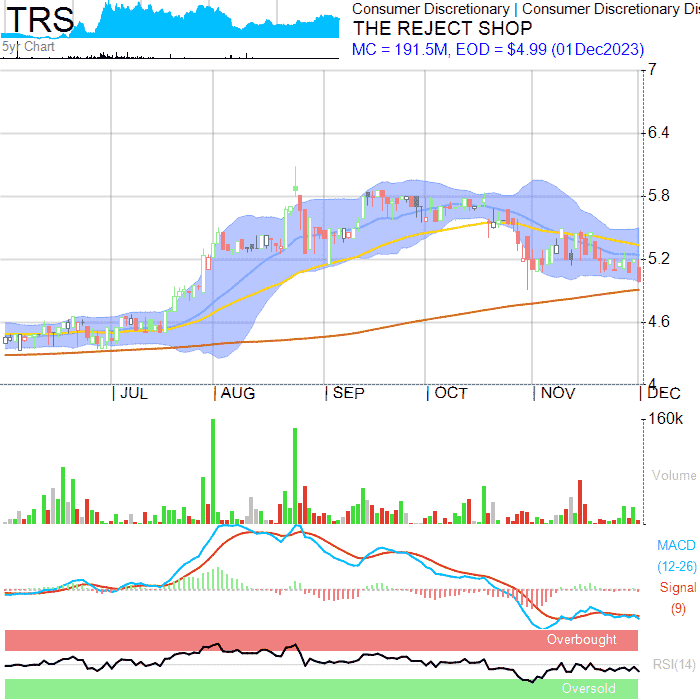 TRS
5yr Chart
Consumer Discretionary | Consumer Discretionary Dis
THE REJECT SHOP
MC = 191.5M, EOD = $4.99 (01Dec2023)
7
6.4
5.8
5.2
4.6
4
JUL AUG SEP OCT NOV DEC
160k
Volume
MACD
(12-26)
Signal
(9)
Overbought
RSI(14)
Oversold